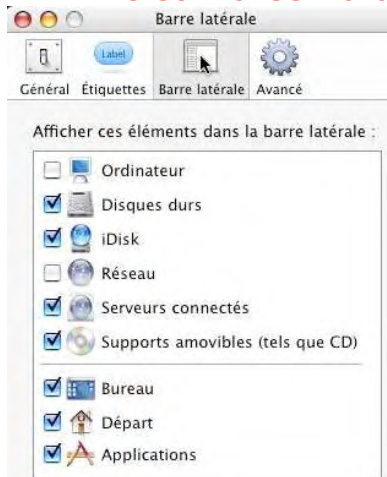 Barre latérale
Label
Général Étiquettes Barre latérale Avancé
Afficher ces éléments dans la barre latérale :
Ordinateur
Disques durs
iDisk
Réseau
Serveurs connectés
Supports amovibles (tels que CD)
Bureau
Départ
Applications